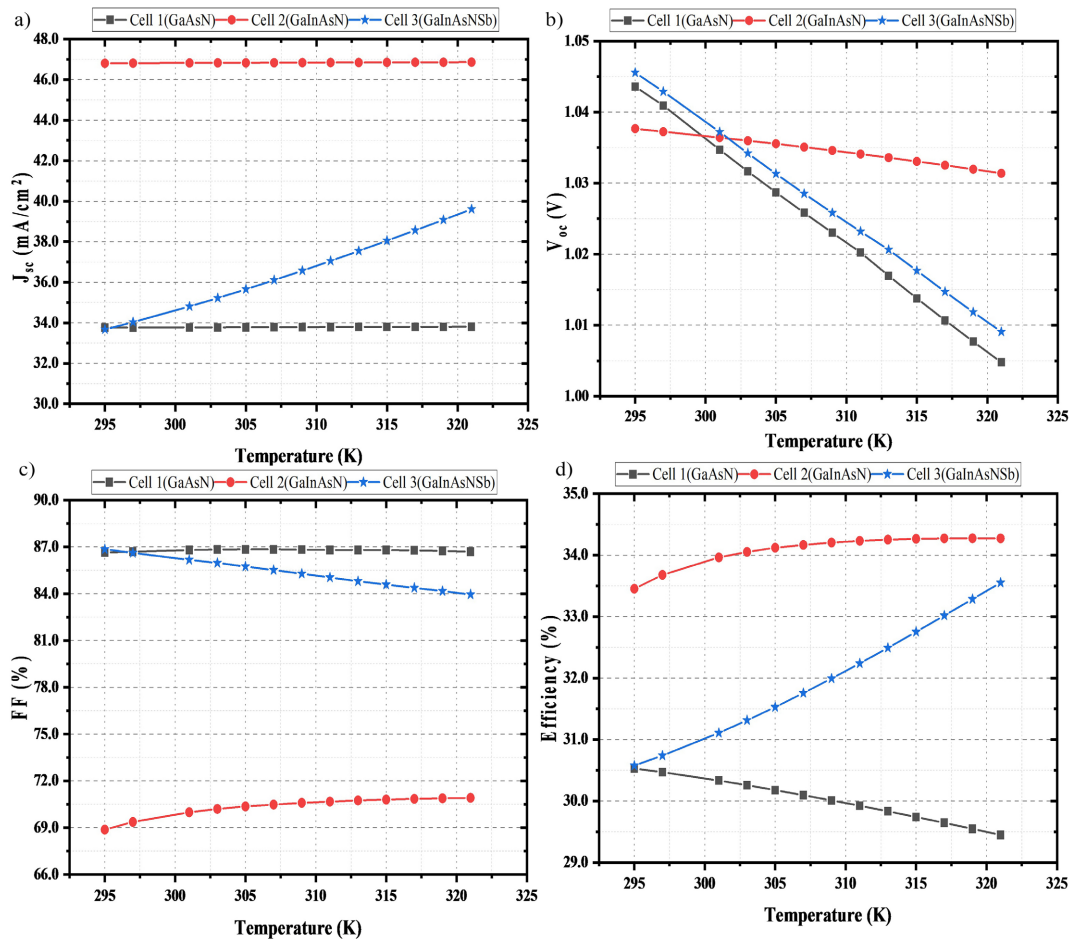 a)
Cell 1(GaAsN) Cell 2(GaInAsN) Cell 3(GaInAsNSb)
48.0
46.0
44.0
42.0
40.0
38.0
36.0
34.0
32.0
30.0
J_sc (mA/cm²)
295 300 305 310 315 320 325
Temperature (K)
b)
Cell 1(GaAsN) Cell 2(GaInAsN) Cell 3(GaInAsNSb)
1.05
1.04
1.03
1.02
1.01
1.00
V_oc (V)
295 300 305 310 315 320 325
Temperature (K)
c)
Cell 1(GaAsN) Cell 2(GaInAsN) Cell 3(GaInAsNSb)
90.0
87.0
84.0
81.0
78.0
75.0
72.0
69.0
66.0
FF (%)
295 300 305 310 315 320 325
Temperature (K)
d)
Cell 1(GaAsN) Cell 2(GaInAsN) Cell 3(GaInAsNSb)
35.0
34.0
33.0
32.0
31.0
30.0
29.0
Efficiency (%)
295 300 305 310 315 320 325
Temperature (K)